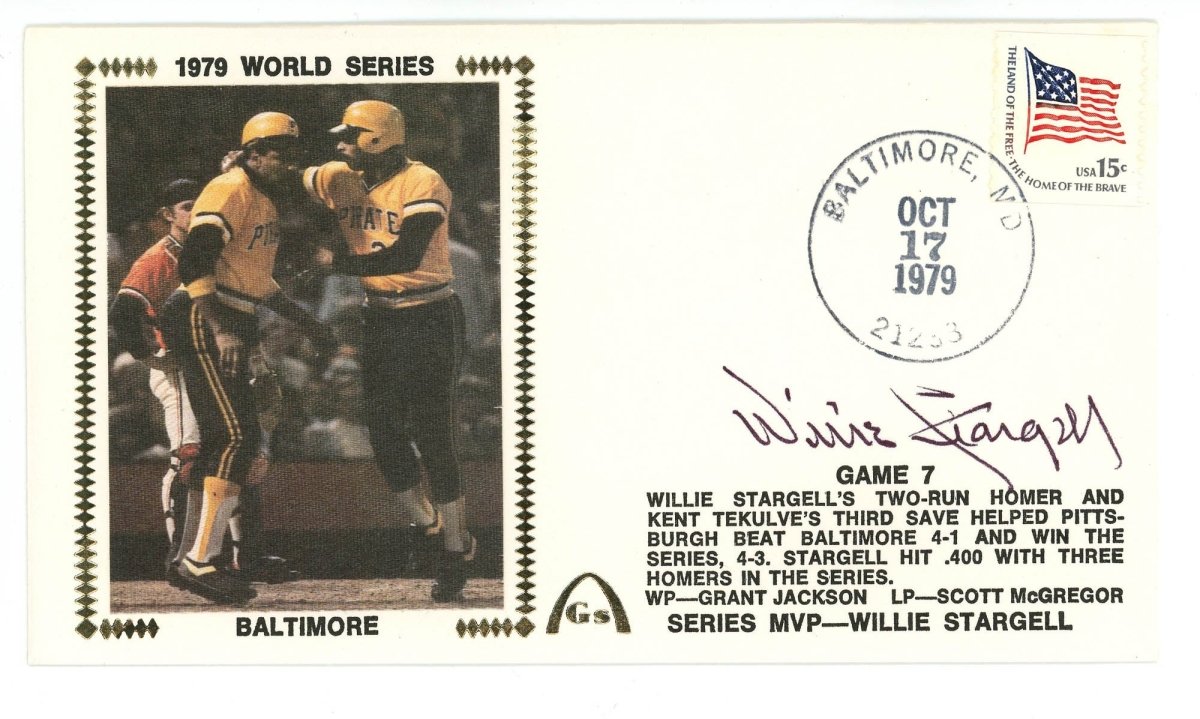 1979 WORLD SERIES
PIRATE
BALTIMORE
THE LAND OF THE FREE·THE HOME OF THE BRAVE
USA 15c
BALTIMORE, MD
OCT
17
1979
Willie Stargell
GAME 7
WILLIE STARGELL'S TWO-RUN HOMER AND
KENT TEKULVE'S THIRD SAVE HELPED PITTS-
BURGH BEAT BALTIMORE 4-1 AND WIN THE
SERIES, 4-3. STARGELL HIT .400 WITH THREE
HOMERS IN THE SERIES.
WP—GRANT JACKSON LP—SCOTT McGREGOR
SERIES MVP—WILLIE STARGELL
Gs